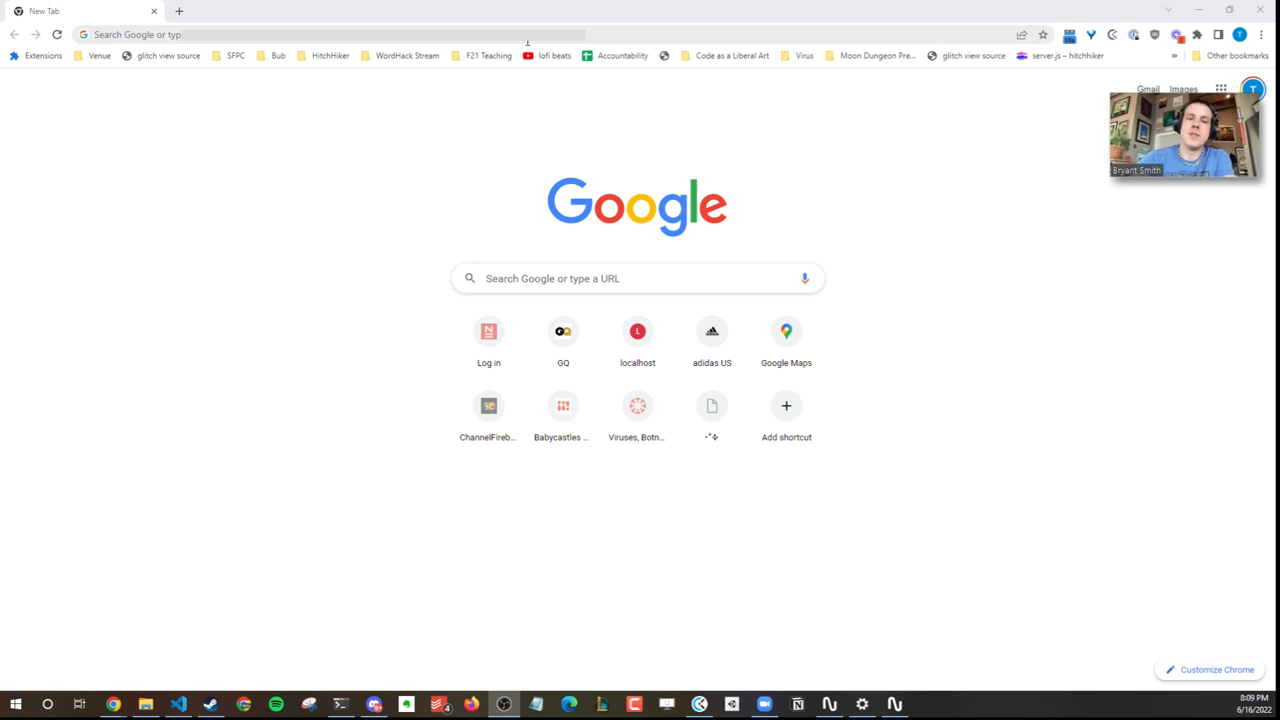 New Tab
Search Google or typ
Extensions Venue glitch view source SFPC Bub HitchHiker WordHack Stream F21 Teaching lofi beats Accountability Code as a Liberal Art Virus Moon Dungeon Pre... glitch view source server.js – hitchhiker » Other bookmarks
Gmail Images T
Bryant Smith
Google
Search Google or type a URL
Log in GQ localhost adidas US Google Maps
ChannelFireb... Babycastles ... Viruses, Botn... Add shortcut
Customize Chrome
8:09 PM
6/16/2022